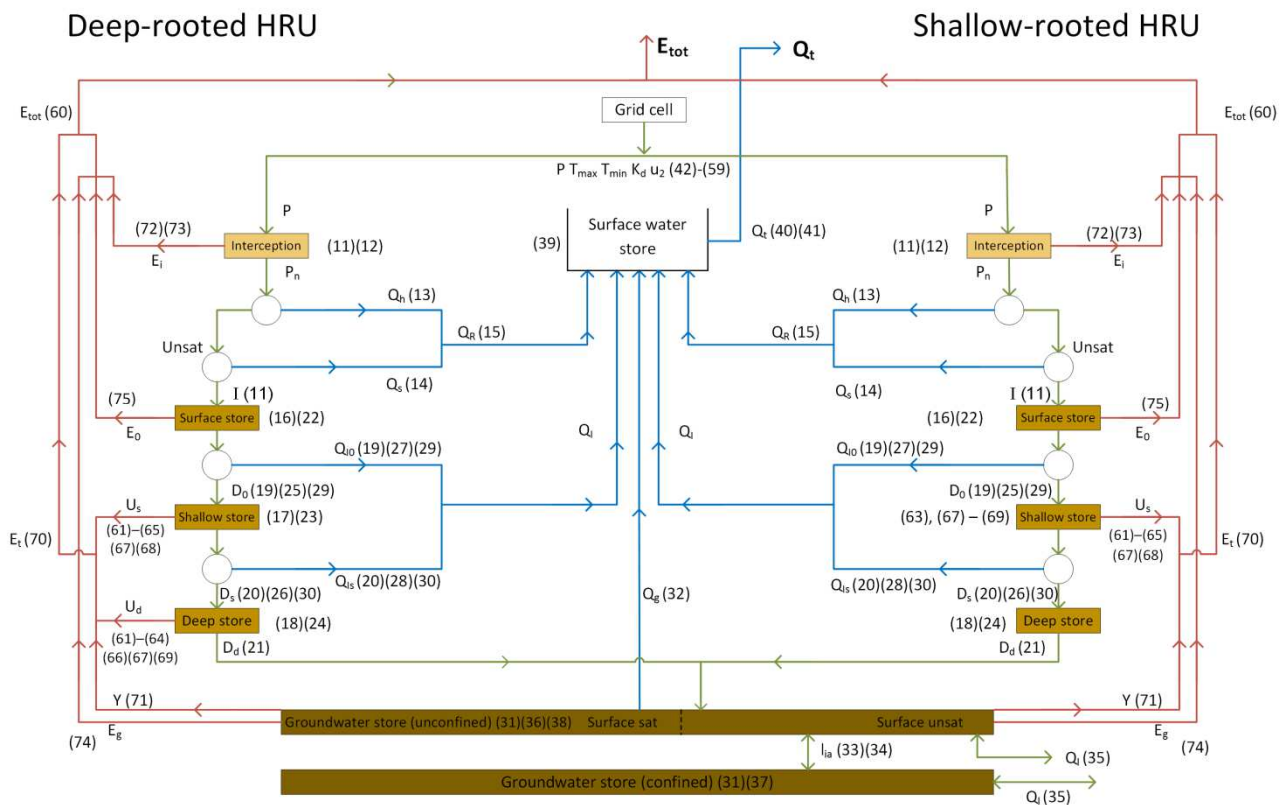 Deep-rooted HRU
Shallow-rooted HRU
Etot
Qt
Grid cell
Etot (60)
Etot (60)
P Tmax Tmin Kd u2 (42)-(59)
P
P
Surface water
store
(39)
Qt (40)(41)
(72)(73)
Interception
(11)(12)
Ei
(11)(12)
Interception
(72)(73)
Ei
Pn
Pn
Qh (13)
Qh (13)
QR (15)
QR (15)
Unsat
Unsat
Qs (14)
Qs (14)
I (11)
I (11)
(75)
Surface store
(16)(22)
E0
(16)(22)
Surface store
(75)
E0
Ql
Ql
Ql0 (19)(27)(29)
Ql0 (19)(27)(29)
D0 (19)(25)(29)
D0 (19)(25)(29)
Us
Shallow store
(17)(23)
(61)–(65)
(67)(68)
(63), (67) – (69)
Shallow store
Us
(61)–(65)
(67)(68)
Et (70)
Et (70)
Qls (20)(28)(30)
Qls (20)(28)(30)
Ds (20)(26)(30)
Ds (20)(26)(30)
Qg (32)
Ud
Deep store
(18)(24)
(61)–(64)
(66)(67)(69)
(18)(24)
Deep store
Dd (21)
Dd (21)
Y (71)
Y (71)
Eg
(74)
Groundwater store (unconfined) (31)(36)(38)
Surface sat
Surface unsat
Eg
(74)
Iia (33)(34)
Ql (35)
Groundwater store (confined) (31)(37)
Ql (35)